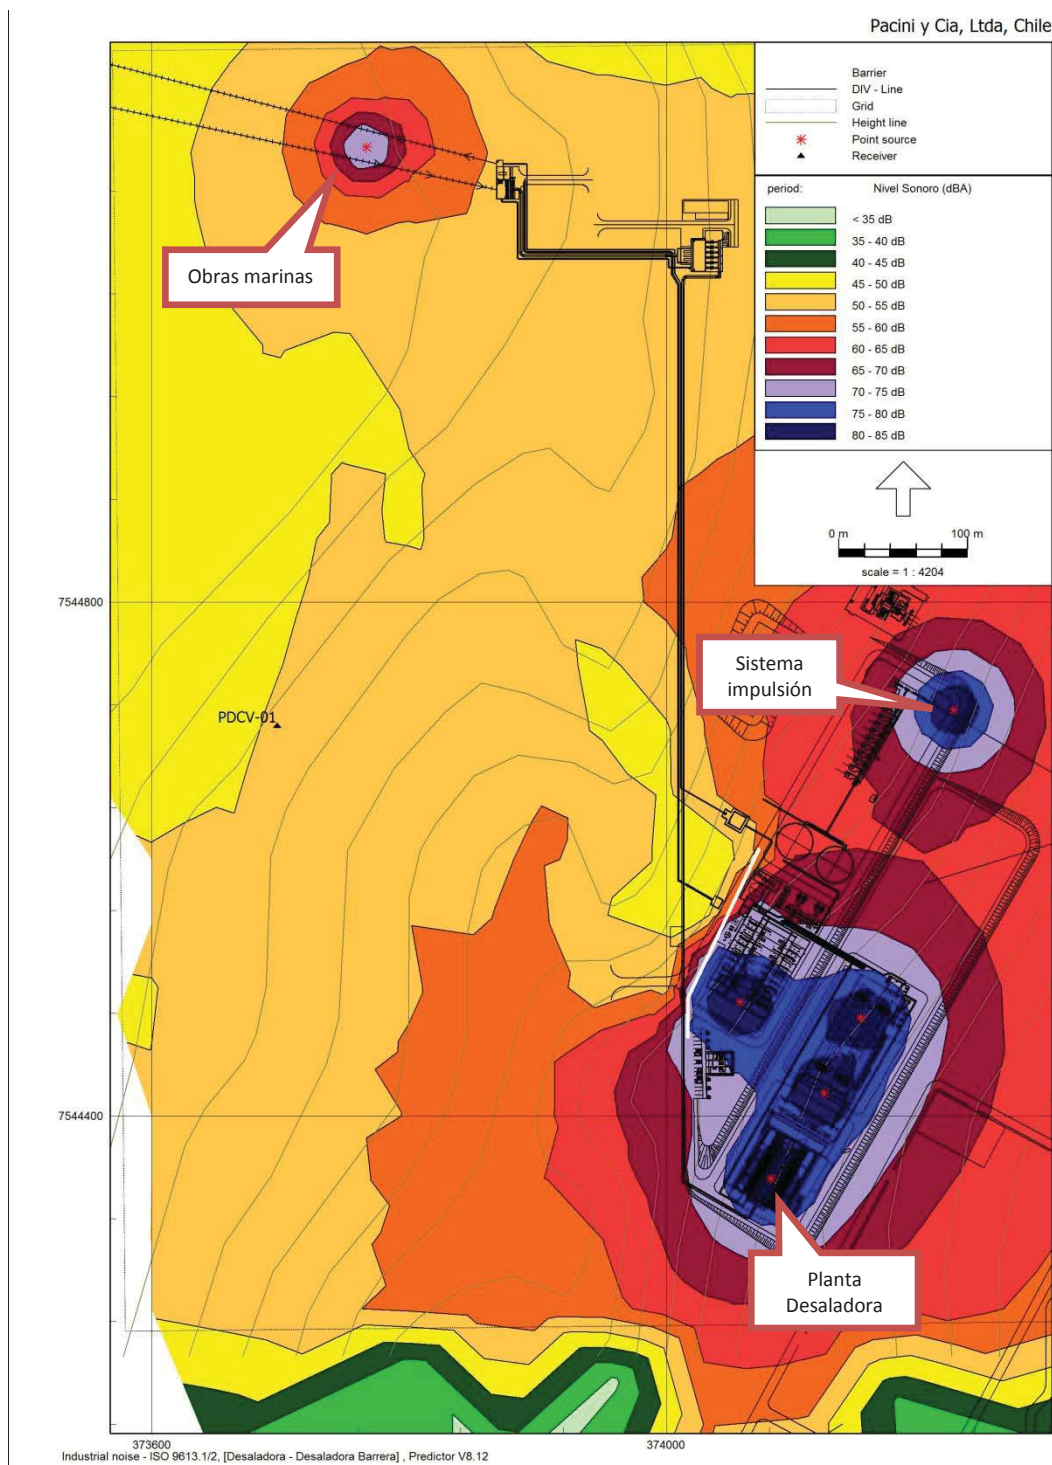 Pacini y Cia, Ltda, Chile
Barrier
DIV - Line
Grid
Height line
Point source
Receiver
period: Nivel Sonoro (dBA)
< 35 dB
35 - 40 dB
40 - 45 dB
45 - 50 dB
50 - 55 dB
55 - 60 dB
60 - 65 dB
65 - 70 dB
70 - 75 dB
75 - 80 dB
80 - 85 dB
0 m 100 m
scale = 1 : 4204
Obras marinas
7544800
Sistema
impulsión
PDCV-01
7544400
Planta
Desaladora
373600 374000
Industrial noise - ISO 9613.1/2, [Desaladora - Desaladora Barrera] , Predictor V8.12